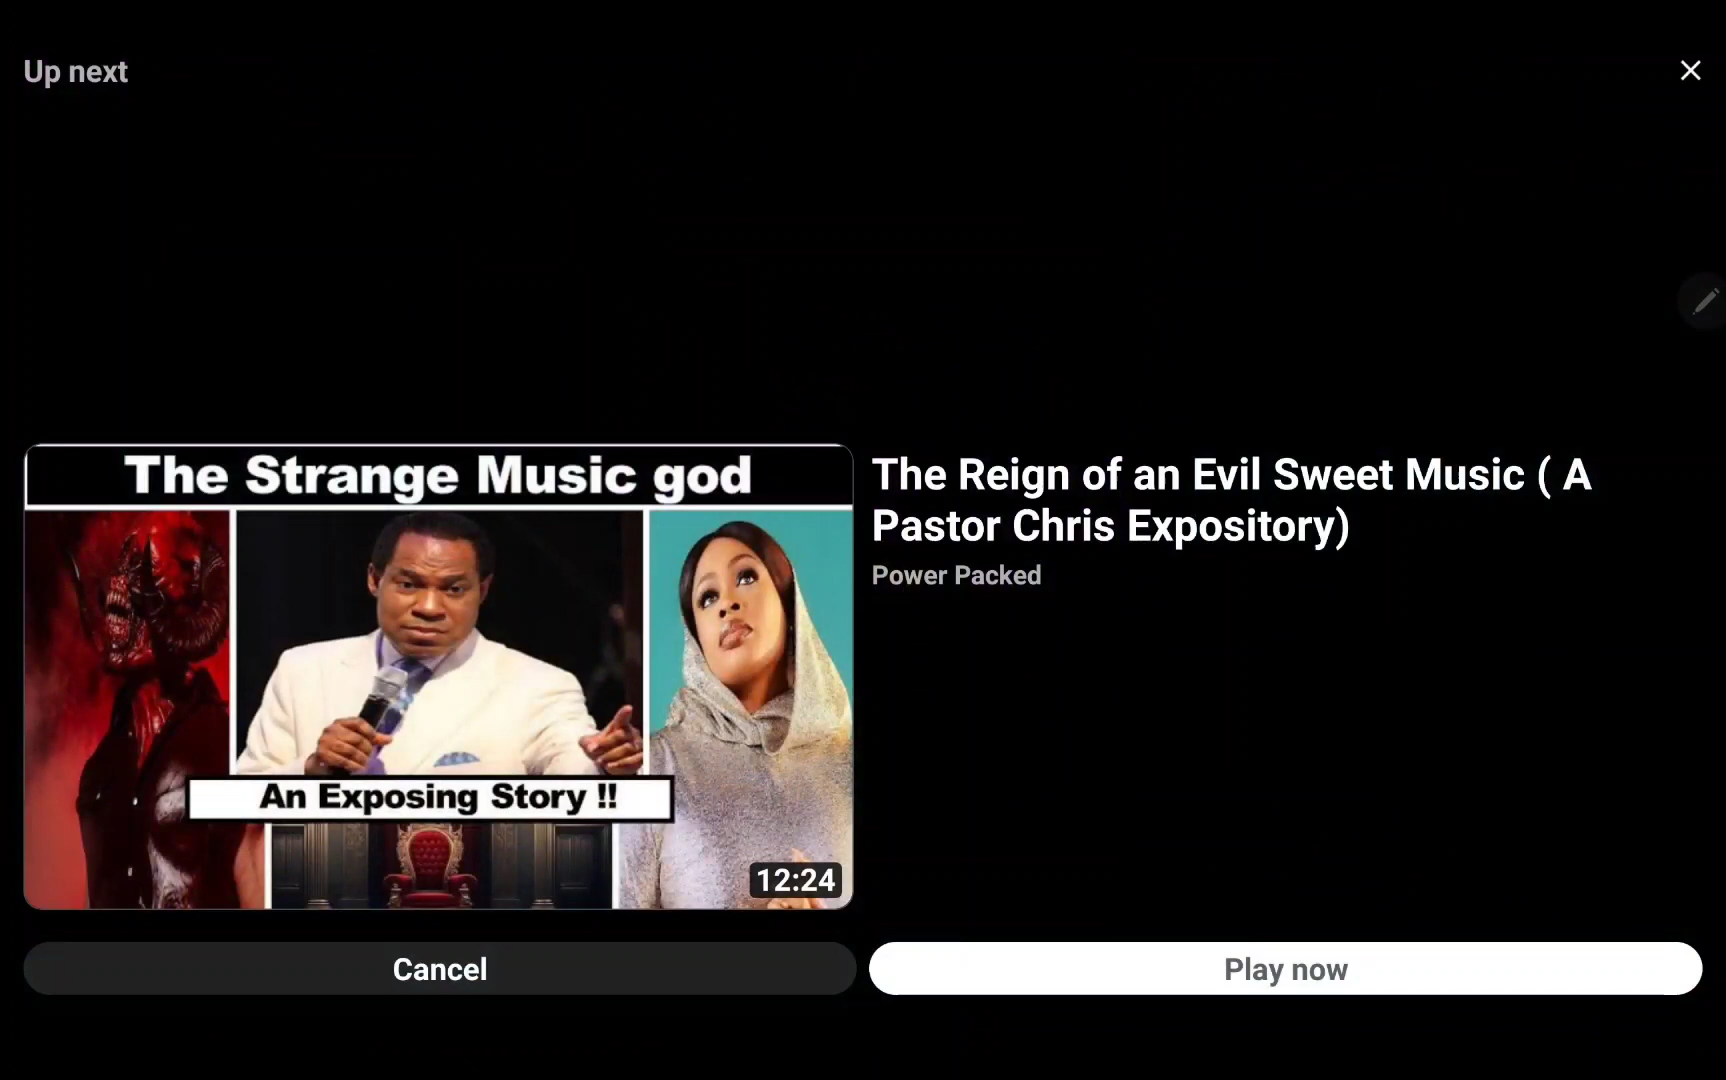 Up next
The Strange Music god
An Exposing Story !!
12:24
The Reign of an Evil Sweet Music ( A
Pastor Chris Expository)
Power Packed
Cancel
Play now